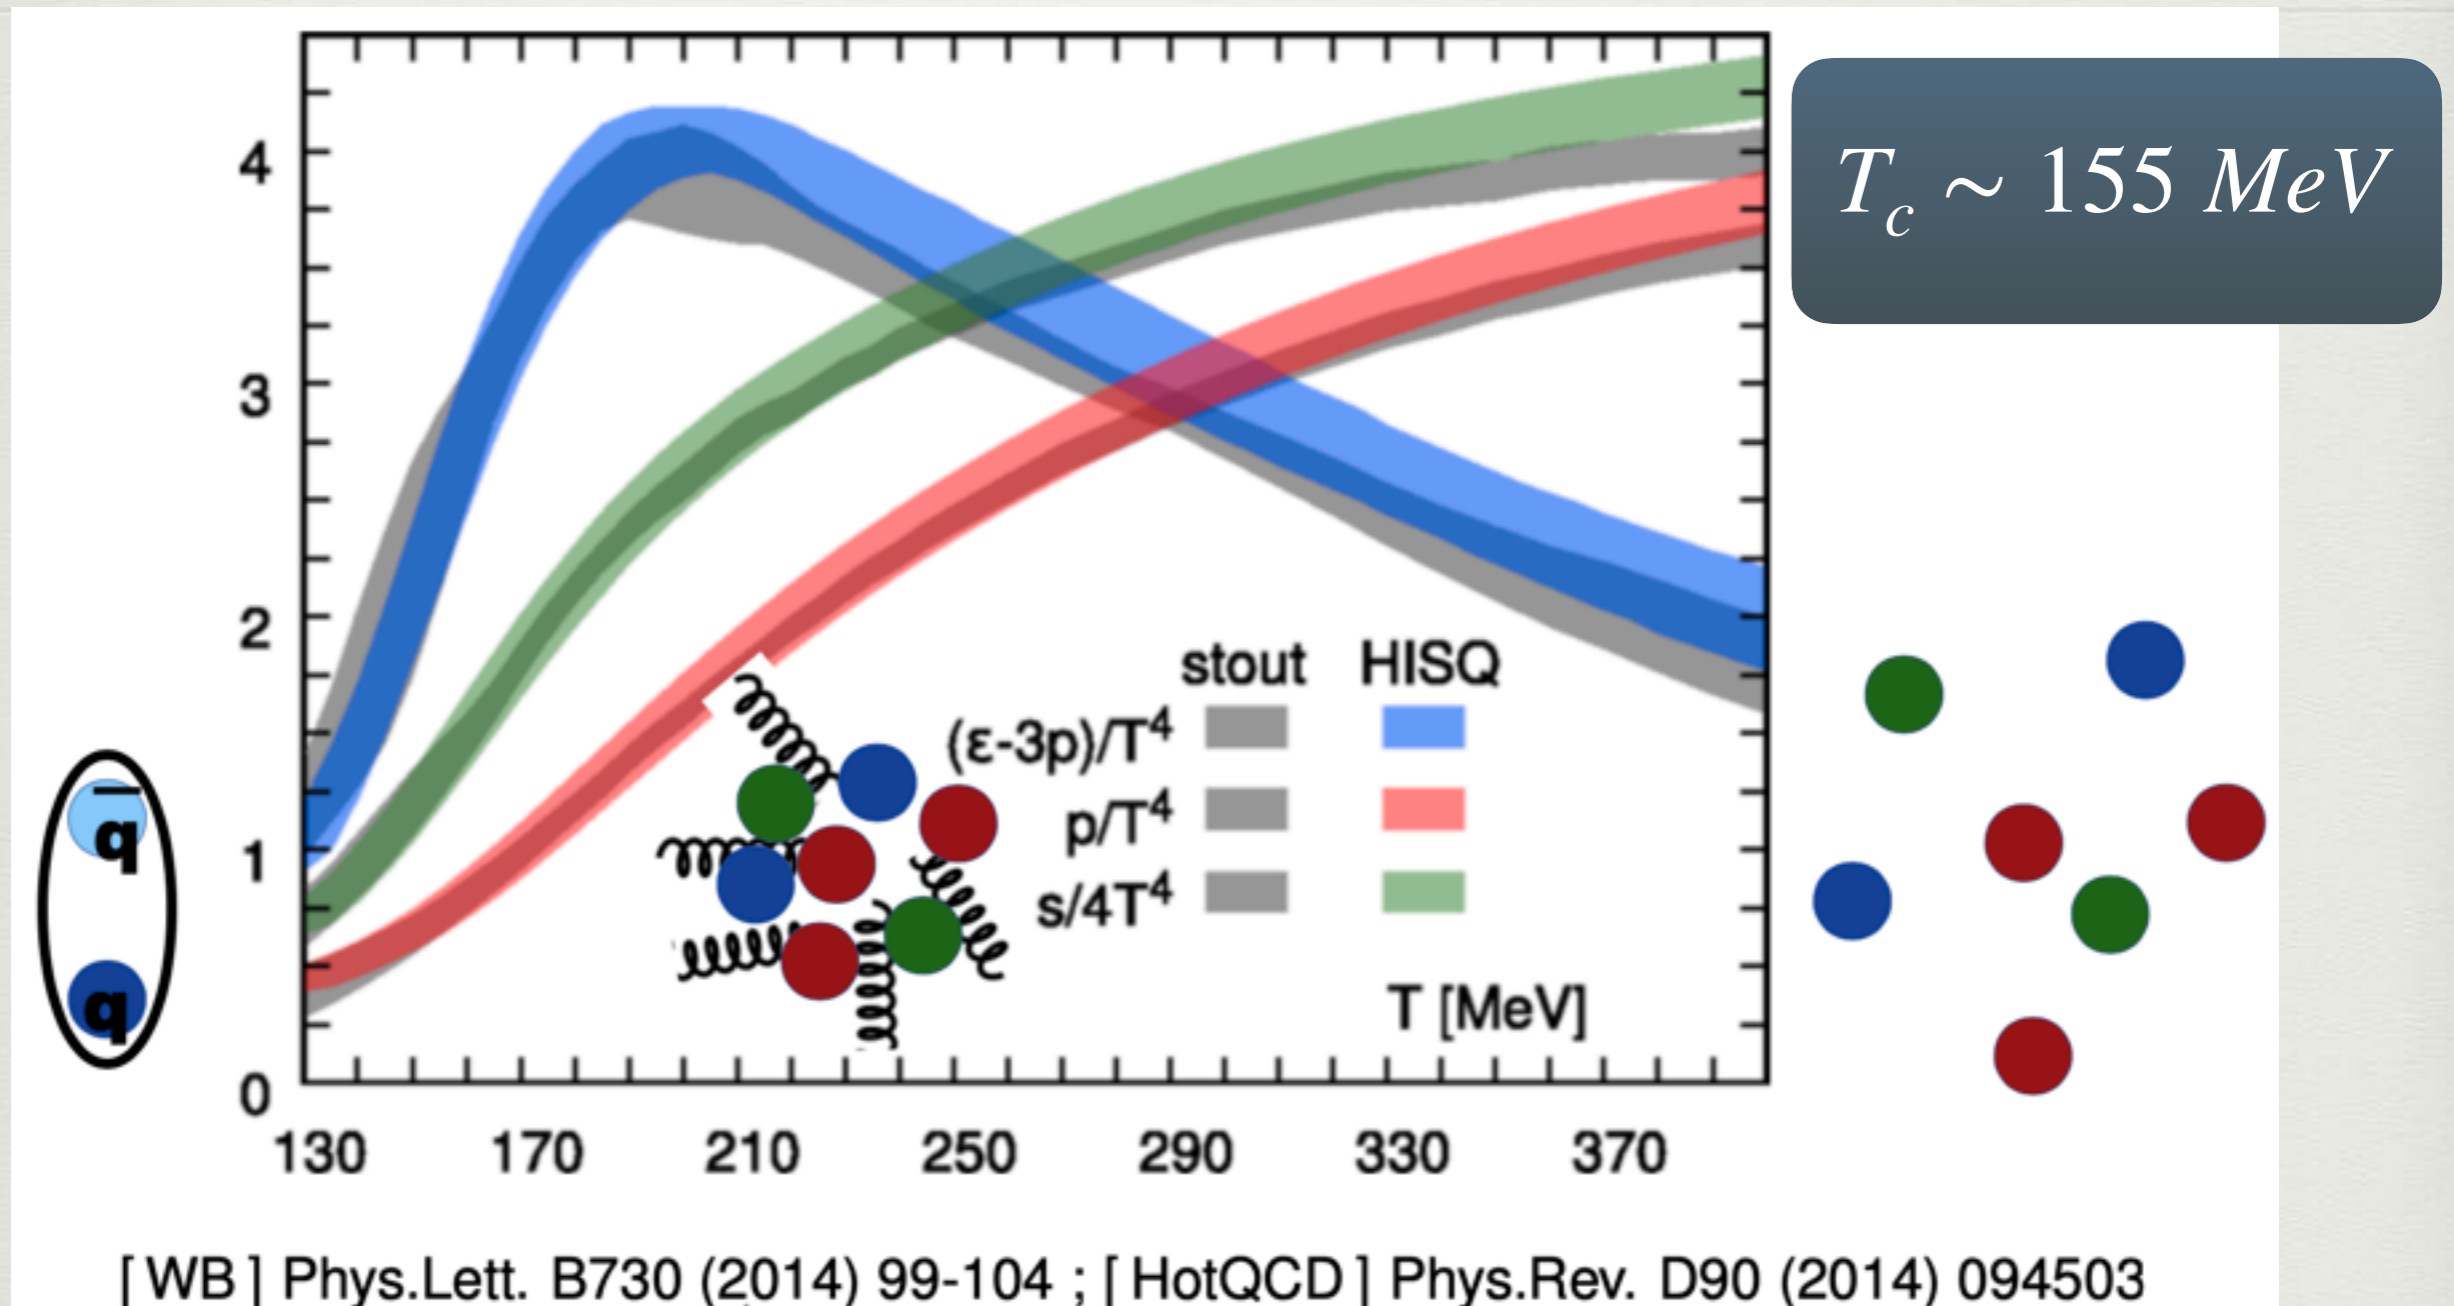 4
T_c ~ 155 MeV
3
2
stout HISQ
(ε-3p)/T⁴
p/T⁴
s/4T⁴
q̅
1
q
T [MeV]
0
130 170 210 250 290 330 370
[ WB ] Phys.Lett. B730 (2014) 99-104 ; [ HotQCD ] Phys.Rev. D90 (2014) 094503